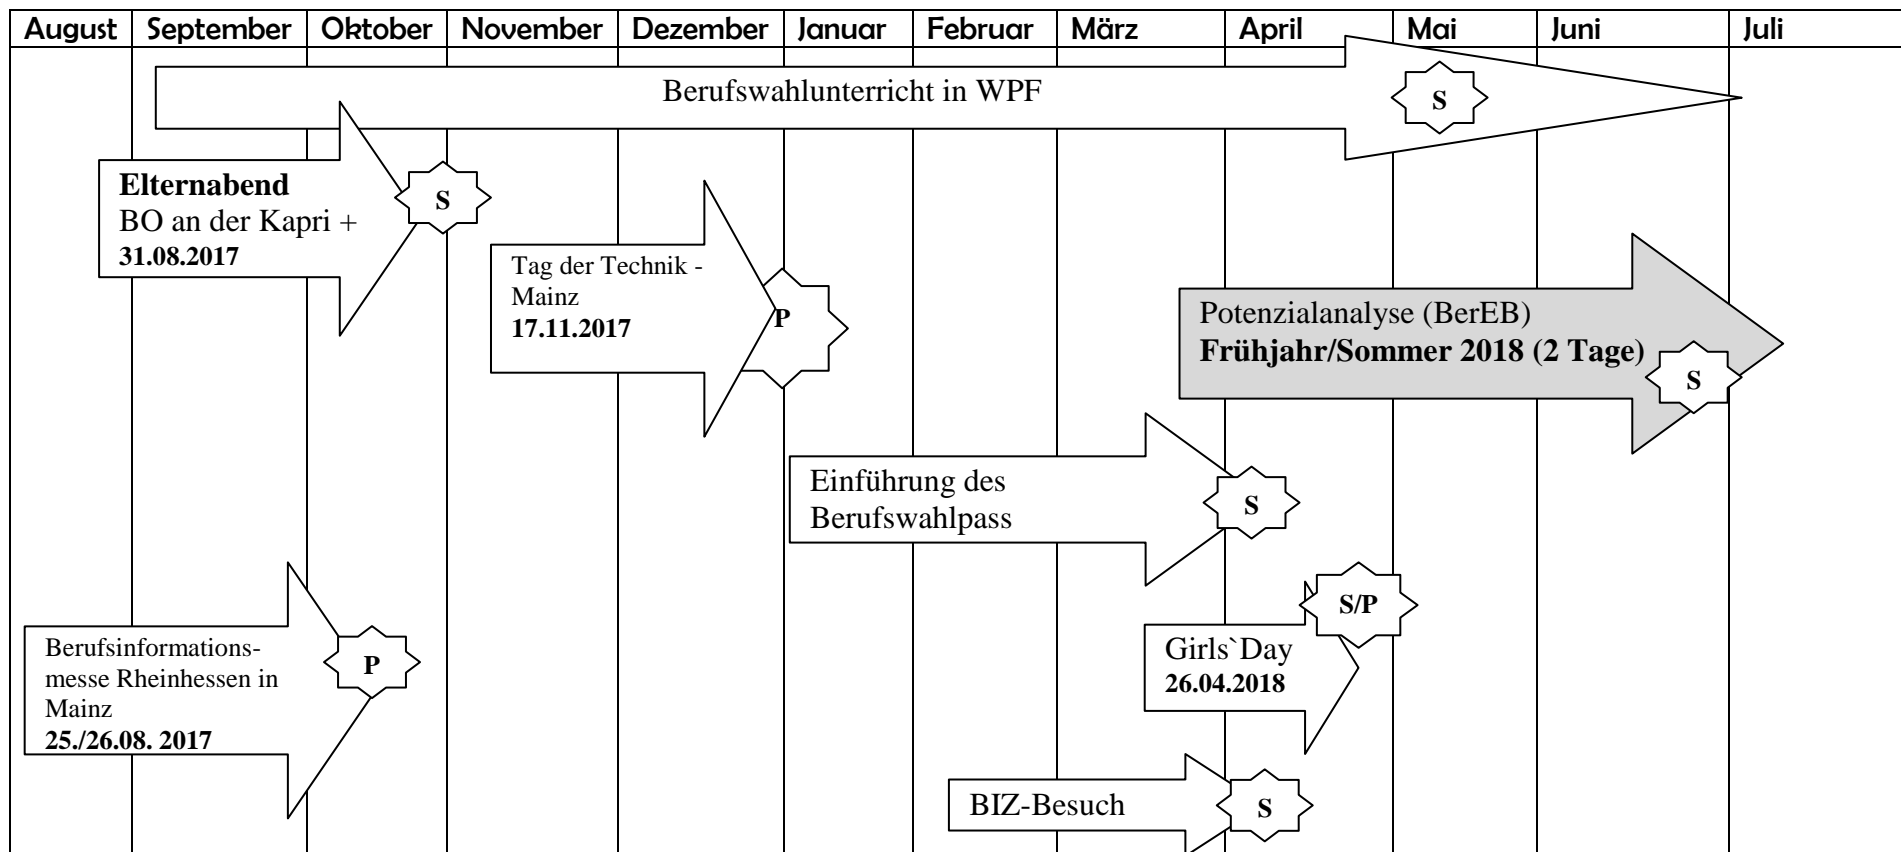 August September Oktober November Dezember Januar Februar März April Mai Juni Juli
Berufswahlunterricht in WPF
S
Elternabend
BO an der Kapri +
31.08.2017
S
Tag der Technik -
Mainz
17.11.2017
P
Potenzialanalyse (BerEB)
Frühjahr/Sommer 2018 (2 Tage)
S
Einführung des
Berufswahlpass
S
Berufsinformations-
messe Rheinhessen in
Mainz
25./26.08. 2017
P
Girls`Day
26.04.2018
S/P
BIZ-Besuch
S